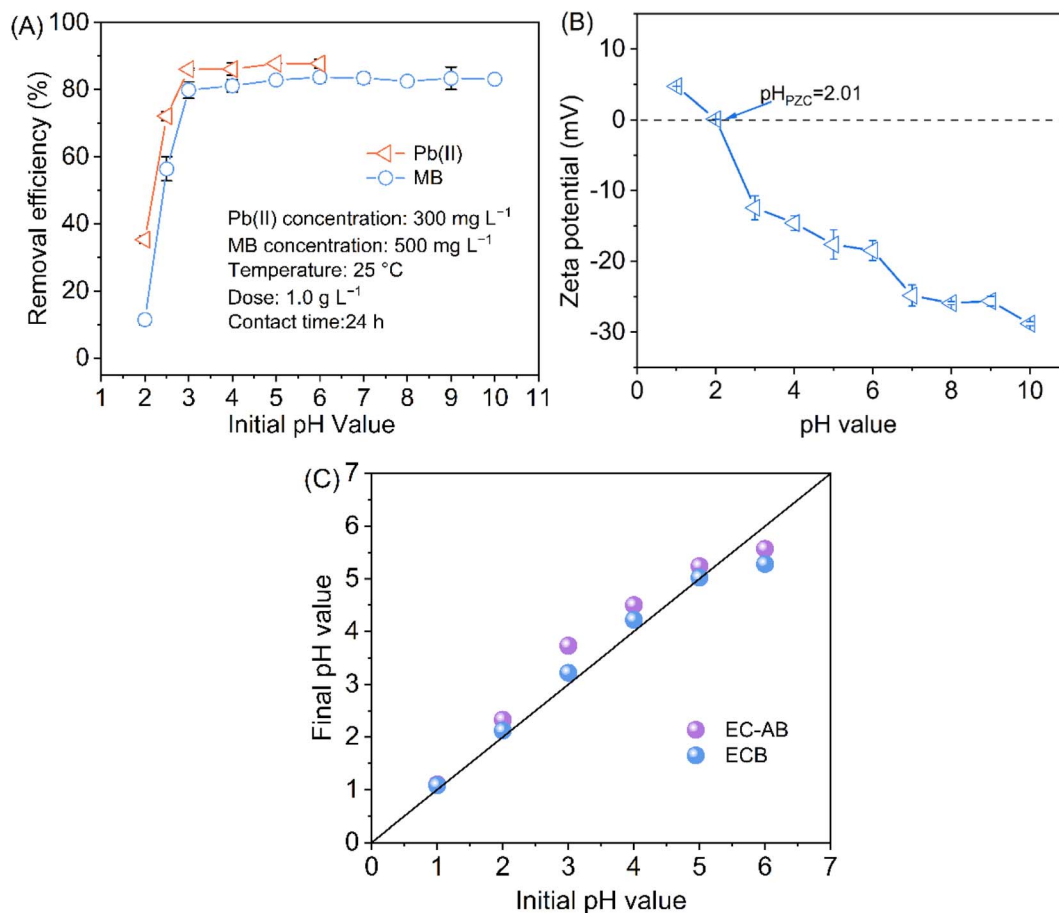 (A)
100
80
60
40
20
0
Removal efficiency (%)
Pb(II)
MB
Pb(II) concentration: 300 mg L⁻¹
MB concentration: 500 mg L⁻¹
Temperature: 25 °C
Dose: 1.0 g L⁻¹
Contact time:24 h
1 2 3 4 5 6 7 8 9 10 11
Initial pH Value
(B)
10
0
-10
-20
-30
Zeta potential (mV)
pHPZC=2.01
0 2 4 6 8 10
pH value
(C)
7
6
5
4
3
2
1
0
Final pH value
EC-AB
ECB
0 1 2 3 4 5 6 7
Initial pH value